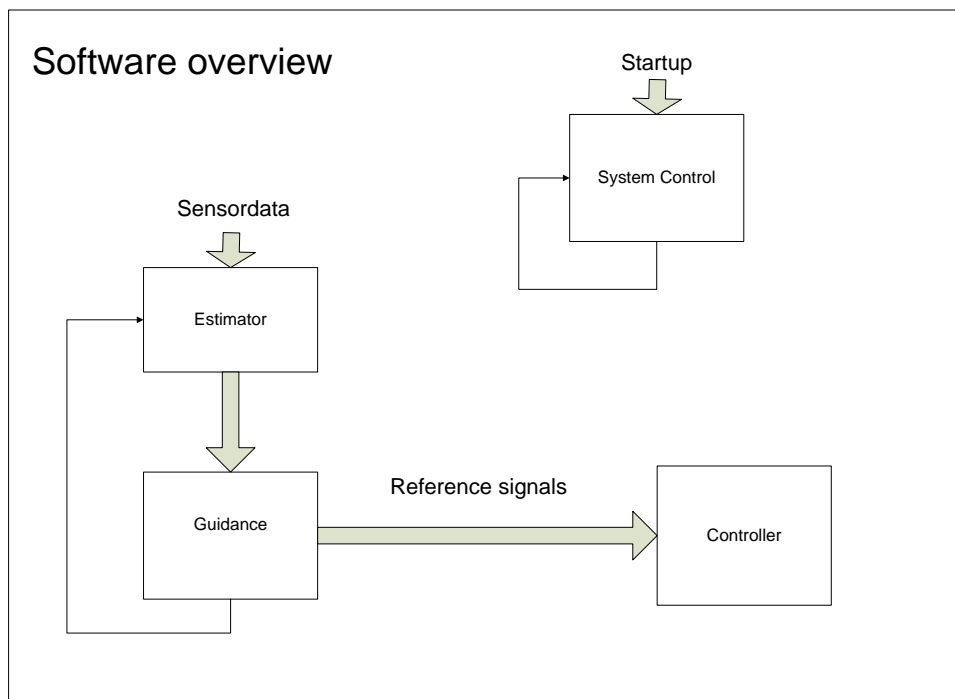 Software overview
Startup
System Control
Sensordata
Estimator
Guidance
Reference signals
Controller